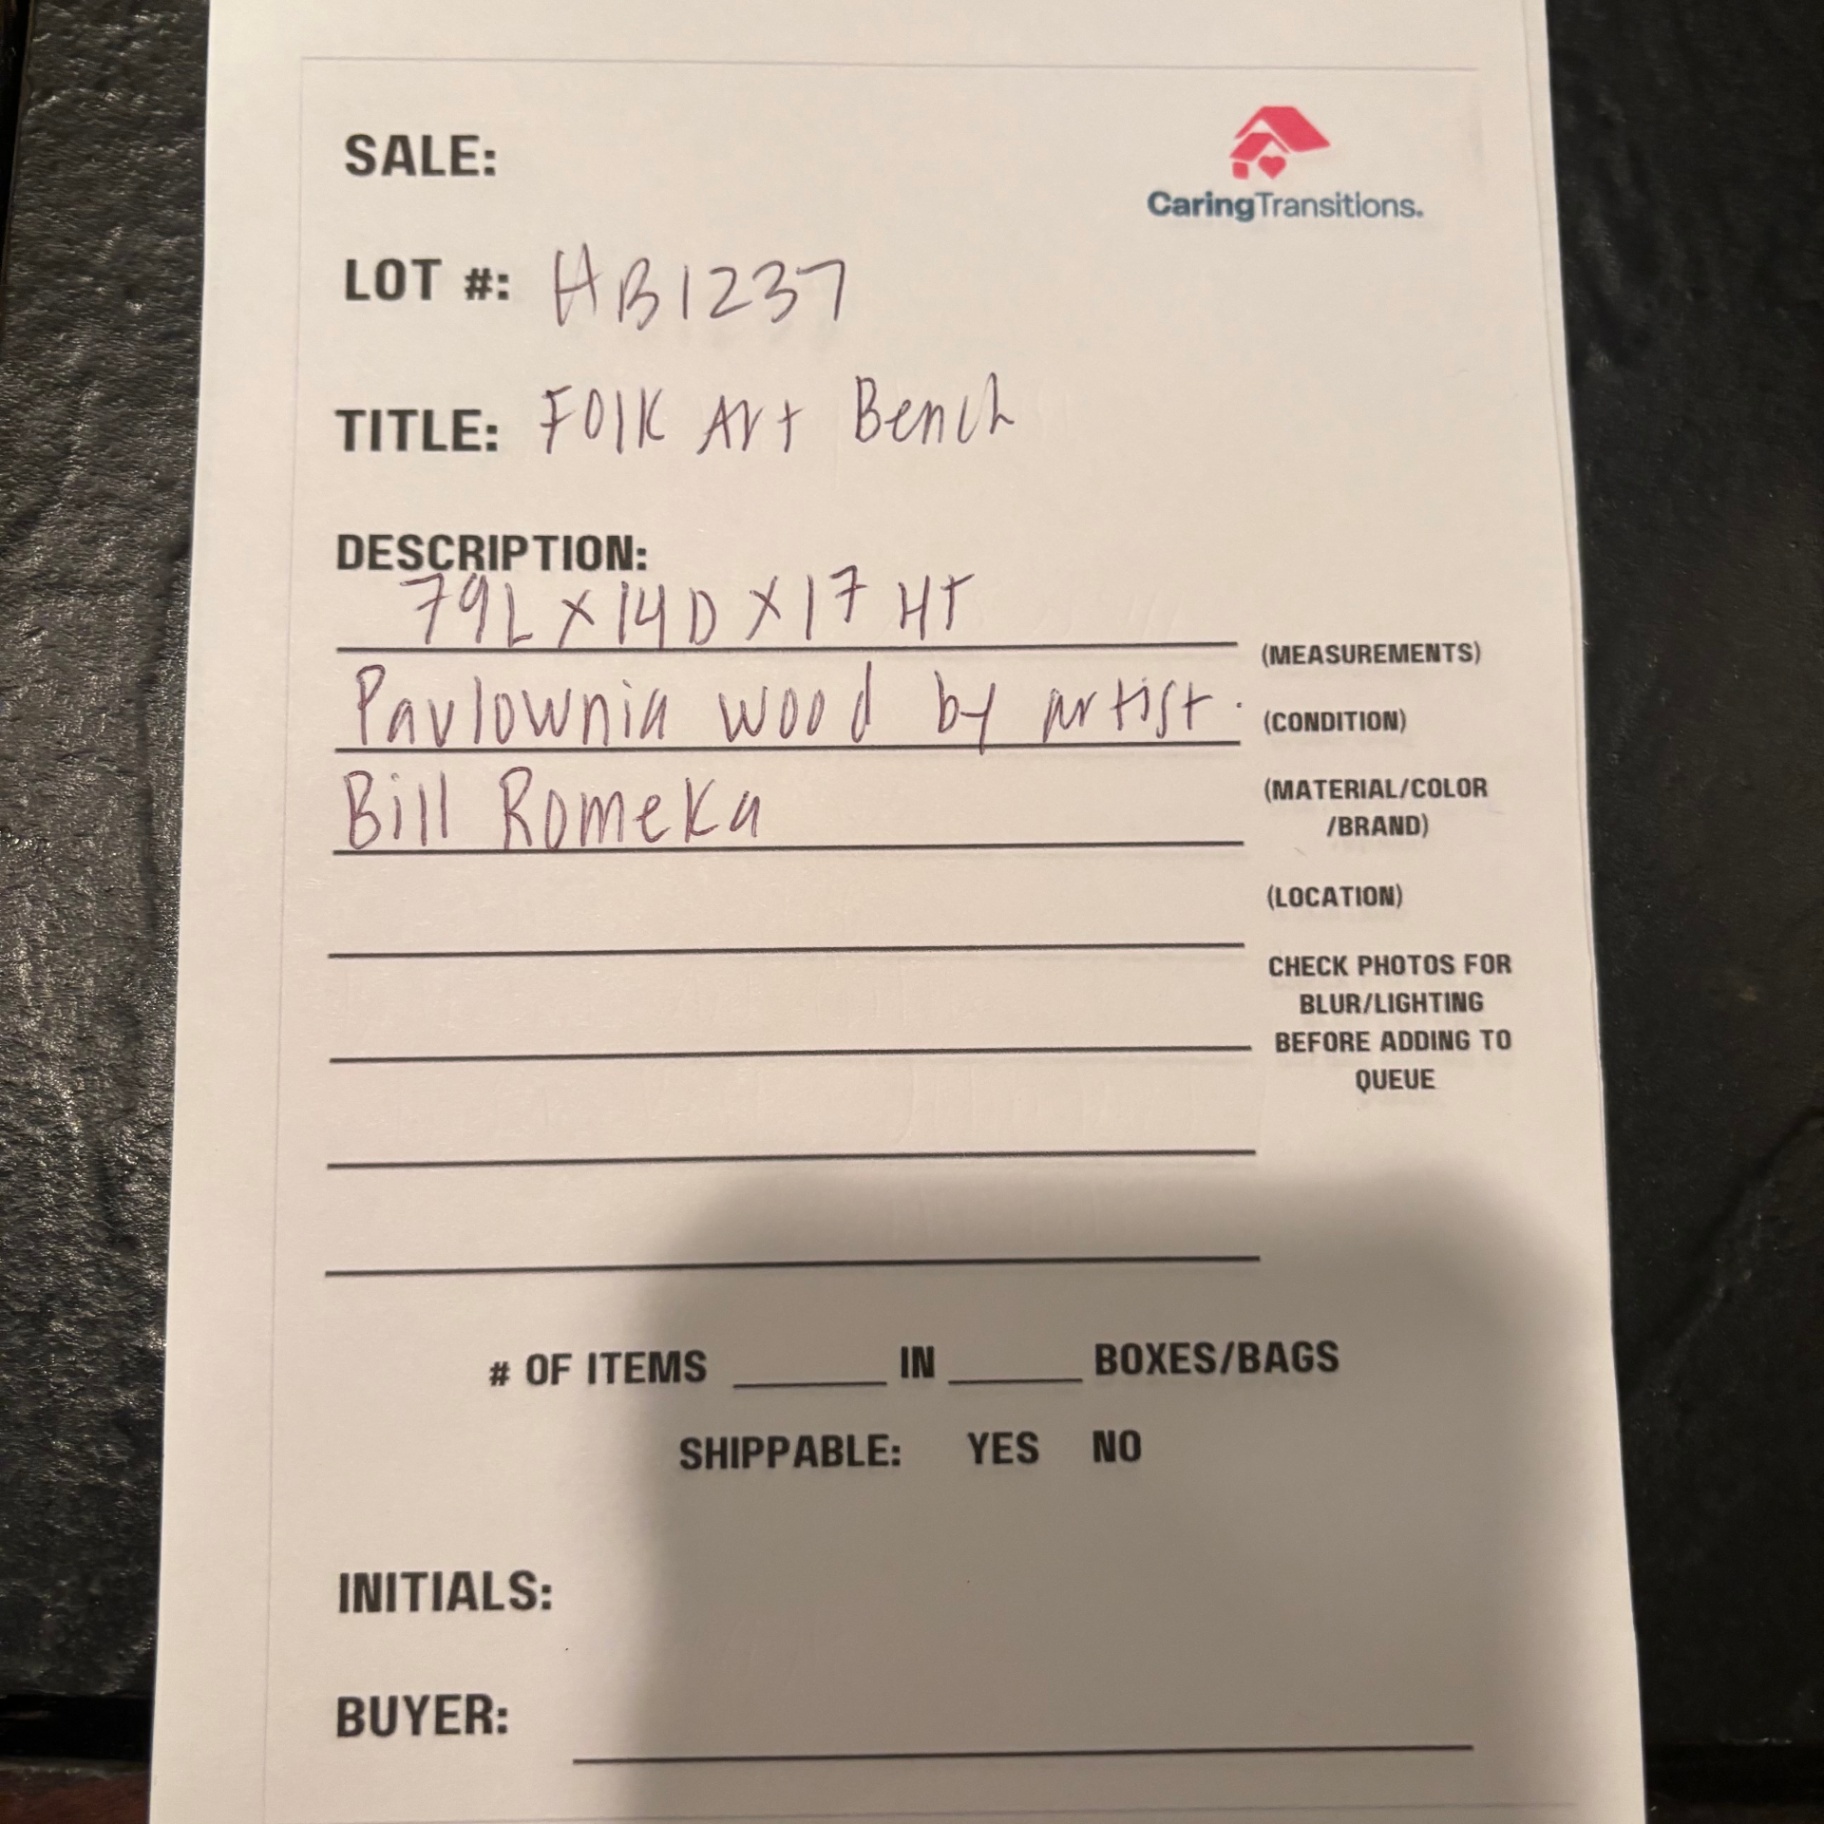 SALE:
CaringTransitions.
LOT #: HB1237
TITLE: Folk Art Bench
DESCRIPTION:
79L x 14D x 17 HT
(MEASUREMENTS)
Pavlownia wood by artist.
(CONDITION)
Bill Romeka
(MATERIAL/COLOR
/BRAND)
(LOCATION)
CHECK PHOTOS FOR
BLUR/LIGHTING
BEFORE ADDING TO
QUEUE
# OF ITEMS ______ IN ______ BOXES/BAGS
SHIPPABLE: YES NO
INITIALS:
BUYER: